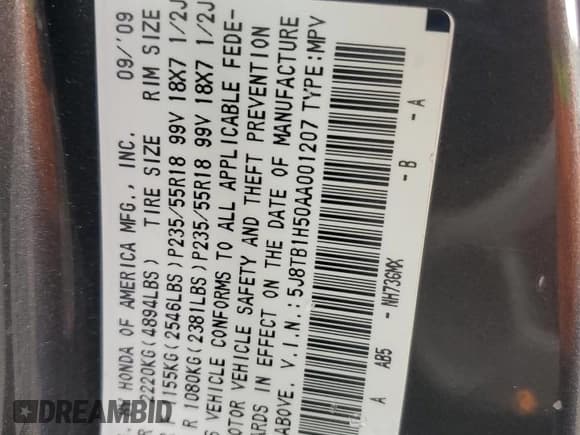 Y HONDA OF AMERICA MFG., INC. 09/'09
R 2220KG(4894LBS) TIRE SIZE RIM SIZE
1155KG(2546LBS)P235/55R18 99V 18X7 1/2J
R 1080KG(2381LBS)P235/55R18 99V 18X7 1/2J
S VEHICLE CONFORMS TO ALL APPLICABLE FEDE-
OTOR VEHICLE SAFETY AND THEFT PREVENTION
ARDS IN EFFECT ON THE DATE OF MANUFACTURE
ABOVE. V.I.N.:5J8TB1H50AA001207 TYPE:MPV
A AB5 - NH736MX - B - A
DREAMBID